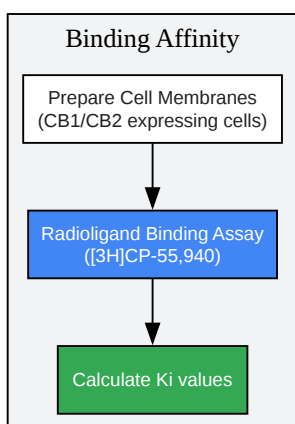 Binding Affinity
Prepare Cell Membranes
(CB1/CB2 expressing cells)
Radioligand Binding Assay
([3H]CP-55,940)
Calculate Ki values